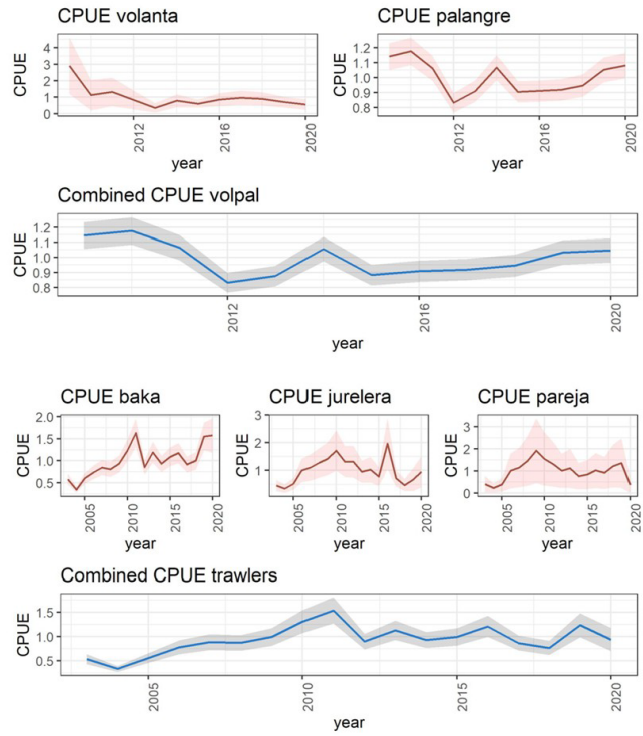 CPUE volanta
CPUE
4
3
2
1
0
2012
2016
2020
year
CPUE palangre
CPUE
1.2
1.1
1.0
0.9
0.8
2012
2016
2020
year
Combined CPUE volpal
CPUE
1.2
1.1
1.0
0.9
0.8
2012
2016
2020
year
CPUE baka
CPUE
2.0
1.5
1.0
0.5
2005
2010
2015
2020
year
CPUE jurelera
CPUE
3
2
1
2005
2010
2015
2020
year
CPUE pareja
CPUE
3
2
1
0
2005
2010
2015
2020
year
Combined CPUE trawlers
CPUE
1.5
1.0
0.5
2005
2010
2015
2020
year